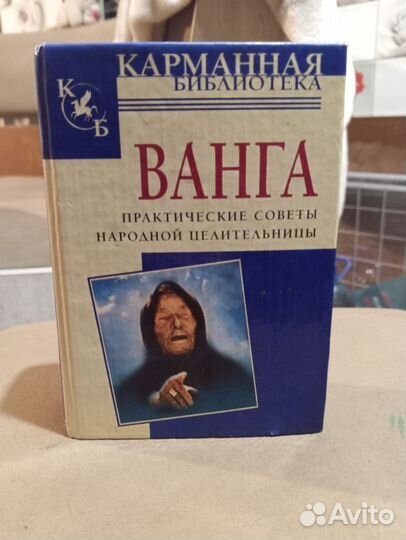 К
Б
КАРМАННАЯ
БИБЛИОТЕКА
ВАНГА
ПРАКТИЧЕСКИЕ СОВЕТЫ
НАРОДНОЙ ЦЕЛИТЕЛЬНИЦЫ
Avito